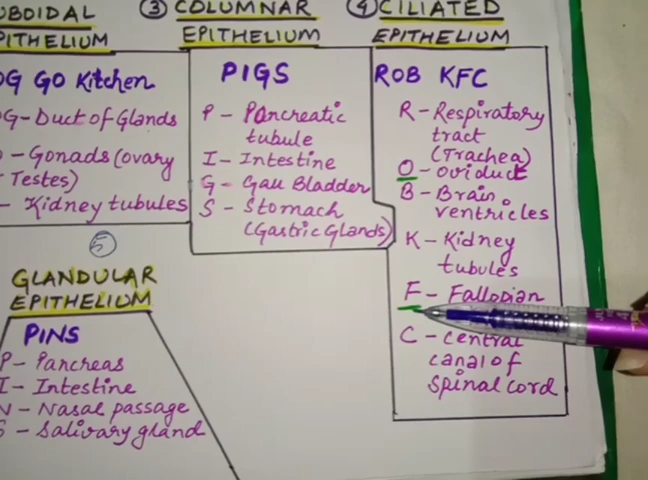 UBOIDAL
PITHELIUM
OG GO Kitchen
OG-Duct of Glands
- Gonads (ovary
Testes)
- Kidney tubules
③ COLUMNAR
EPITHELIUM
PIGS
P - Pancreatic
tubule
I - Intestine
G - Gall Bladder
S - Stomach
(Gastric Glands)
④ CILIATED
EPITHELIUM
ROB KFC
R - Respiratory
tract
(Trachea)
O - Oviduct
B - Brain
ventricles
K - Kidney
tubules
F - Fallopian
C - Central
canal of
Spinal cord
⑤
GLANDULAR
EPITHELIUM
PINS
P - Pancreas
I - Intestine
N - Nasal passage
S - Salivary gland